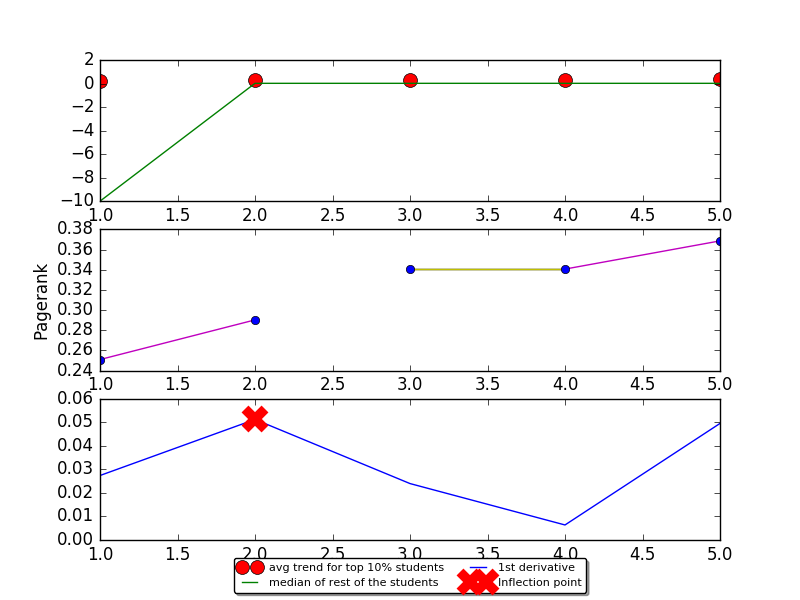 2
0
−2
−4
−6
−8
−10
1.0 1.5 2.0 2.5 3.0 3.5 4.0 4.5 5.0
Pagerank
0.38
0.36
0.34
0.32
0.30
0.28
0.26
0.24
1.0 1.5 2.0 2.5 3.0 3.5 4.0 4.5 5.0
0.06
0.05
0.04
0.03
0.02
0.01
0.00
1.0 1.5 2.0 2.5 3.0 3.5 4.0 4.5 5.0
avg trend for top 10% students
median of rest of the students
1st derivative
Inflection point